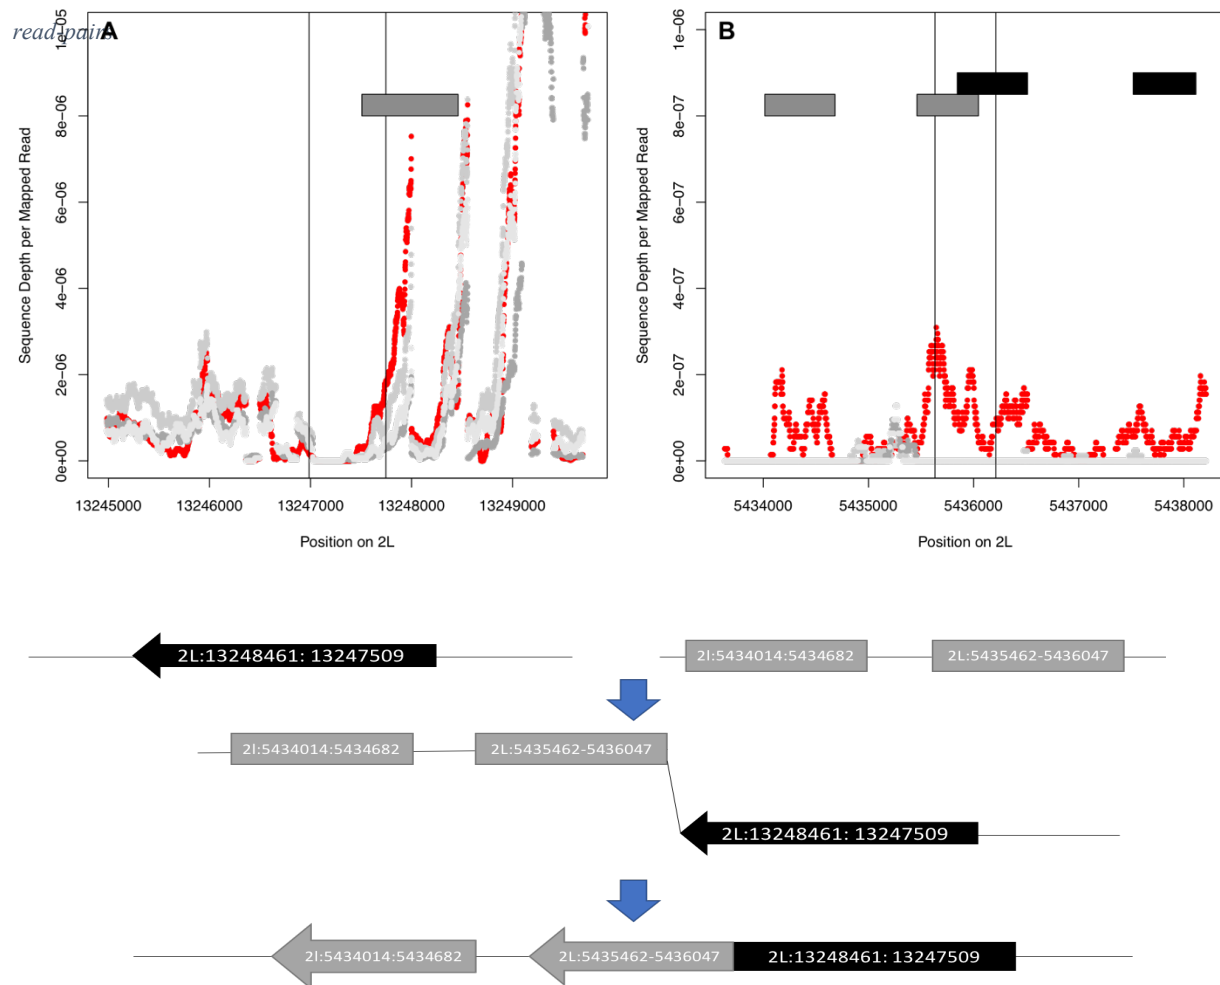 read-pairs
A
Sequence Depth per Mapped Read
0e+00 2e-06 4e-06 6e-06 8e-06 1e-05
13245000 13246000 13247000 13248000 13249000
Position on 2L
B
Sequence Depth per Mapped Read
0e+00 2e-07 4e-07 6e-07 8e-07 1e-06
5434000 5435000 5436000 5437000 5438000
Position on 2L
2L:13248461: 13247509
2l:5434014:5434682
2L:5435462-5436047
2l:5434014:5434682
2L:5435462-5436047
2L:13248461: 13247509
2l:5434014:5434682
2L:5435462-5436047
2L:13248461: 13247509